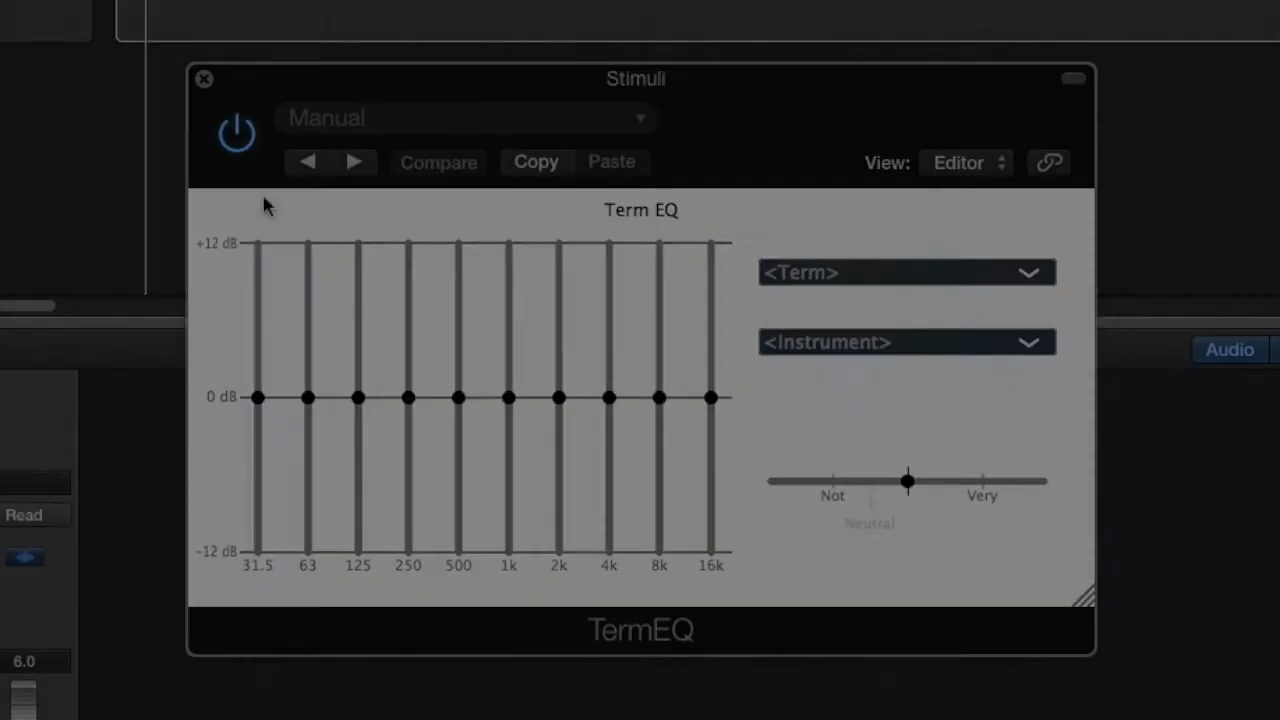 Stimuli
Manual
Compare
Copy
Paste
View:
Editor
Term EQ
+12 dB
<Term>
<Instrument>
Audio
0 dB
Not
Very
Neutral
-12 dB
31.5 63 125 250 500 1k 2k 4k 8k 16k
Read
TermEQ
6.0